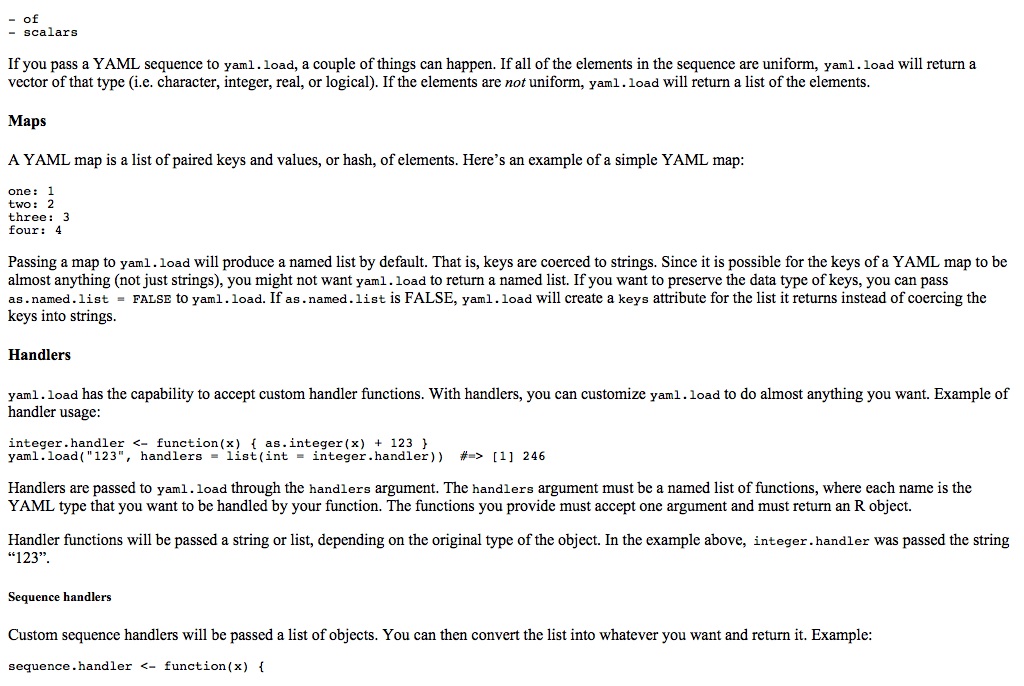 - of
- scalars
If you pass a YAML sequence to yaml.load, a couple of things can happen. If all of the elements in the sequence are uniform, yaml.load will return a
vector of that type (i.e. character, integer, real, or logical). If the elements are not uniform, yaml.load will return a list of the elements.
Maps
A YAML map is a list of paired keys and values, or hash, of elements. Here’s an example of a simple YAML map:
one: 1
two: 2
three: 3
four: 4
Passing a map to yaml.load will produce a named list by default. That is, keys are coerced to strings. Since it is possible for the keys of a YAML map to be
almost anything (not just strings), you might not want yaml.load to return a named list. If you want to preserve the data type of keys, you can pass
as.named.list = FALSE to yaml.load. If as.named.list is FALSE, yaml.load will create a keys attribute for the list it returns instead of coercing the
keys into strings.
Handlers
yaml.load has the capability to accept custom handler functions. With handlers, you can customize yaml.load to do almost anything you want. Example of
handler usage:
integer.handler <- function(x) { as.integer(x) + 123 }
yaml.load("123", handlers = list(int = integer.handler))  #=> [1] 246
Handlers are passed to yaml.load through the handlers argument. The handlers argument must be a named list of functions, where each name is the
YAML type that you want to be handled by your function. The functions you provide must accept one argument and must return an R object.
Handler functions will be passed a string or list, depending on the original type of the object. In the example above, integer.handler was passed the string
“123”.
Sequence handlers
Custom sequence handlers will be passed a list of objects. You can then convert the list into whatever you want and return it. Example:
sequence.handler <- function(x) {